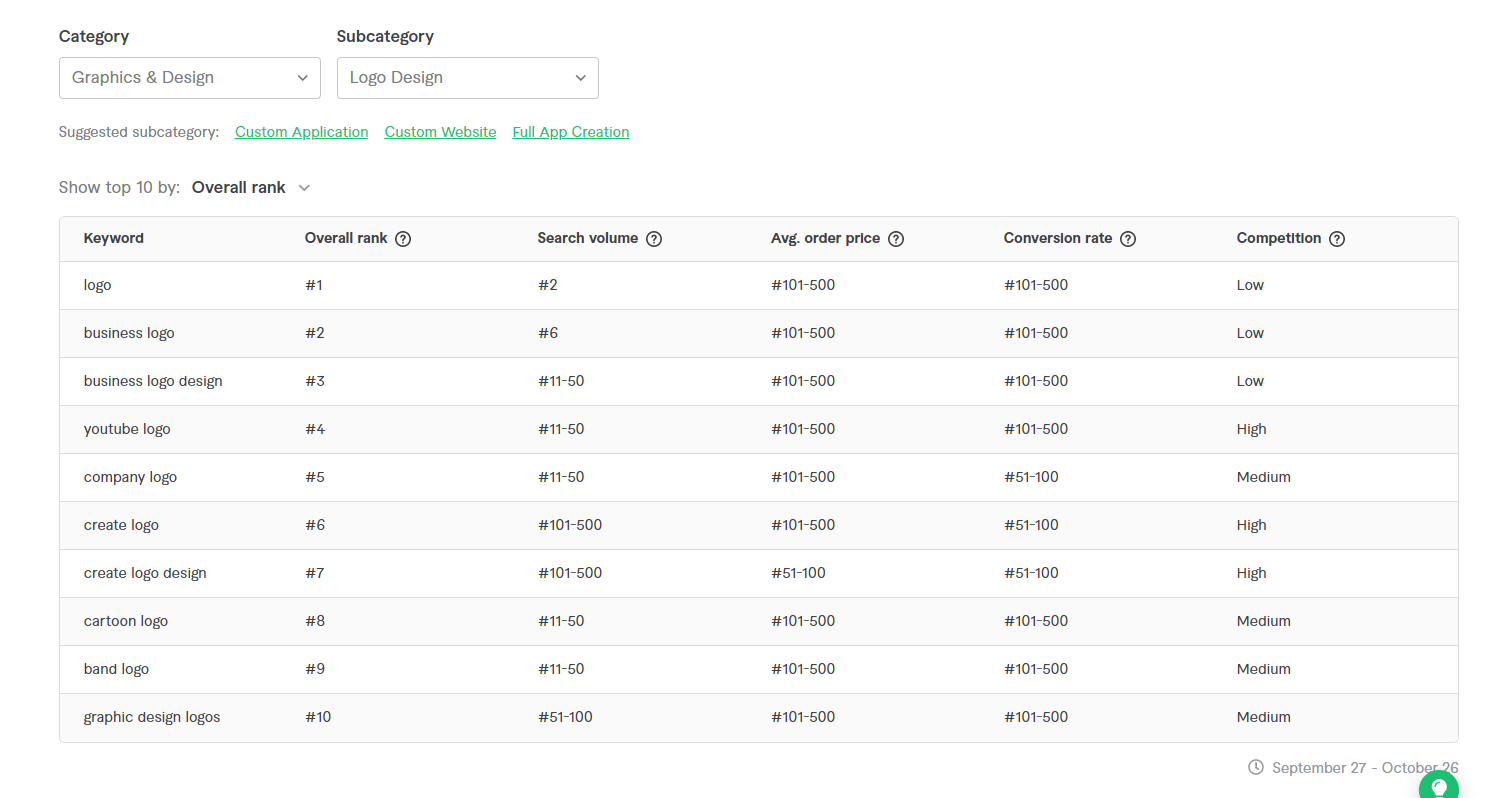 Category Subcategory
Graphics & Design Logo Design
Suggested subcategory: Custom Application Custom Website Full App Creation
Show top 10 by: Overall rank
Keyword Overall rank ? Search volume ? Avg. order price ? Conversion rate ? Competition ?
logo #1 #2 #101-500 #101-500 Low
business logo #2 #6 #101-500 #101-500 Low
business logo design #3 #11-50 #101-500 #101-500 Low
youtube logo #4 #11-50 #101-500 #101-500 High
company logo #5 #11-50 #101-500 #51-100 Medium
create logo #6 #101-500 #101-500 #51-100 High
create logo design #7 #101-500 #51-100 #51-100 High
cartoon logo #8 #11-50 #101-500 #101-500 Medium
band logo #9 #11-50 #101-500 #101-500 Medium
graphic design logos #10 #51-100 #101-500 #101-500 Medium
September 27 - October 26